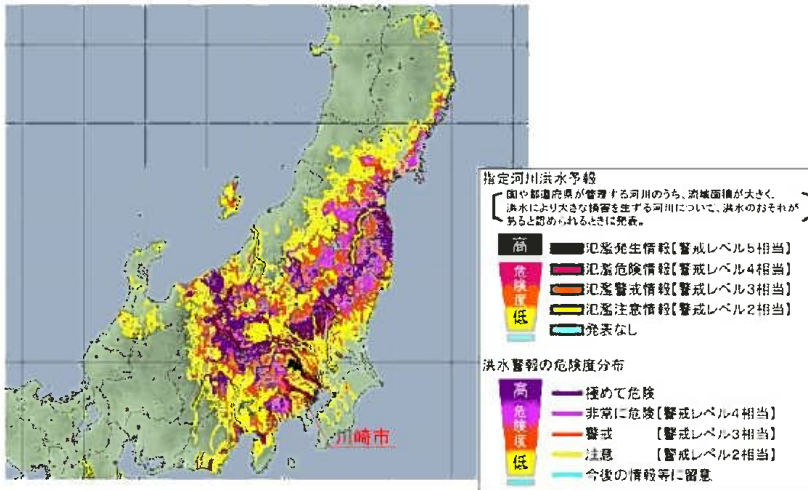 指定河川洪水予報
国や都道府県が管理する河川のうち、流域面積が大きく、
洪水により大きな損害を生ずる河川について、洪水のおそれが
あると認められるときに発表。
高
危険度
低
氾濫発生情報【警戒レベル5相当】
氾濫危険情報【警戒レベル4相当】
氾濫警戒情報【警戒レベル3相当】
氾濫注意情報【警戒レベル2相当】
発表なし
洪水警報の危険度分布
高
危険度
低
極めて危険
非常に危険【警戒レベル4相当】
警戒 【警戒レベル3相当】
注意 【警戒レベル2相当】
今後の情報等に留意
川崎市